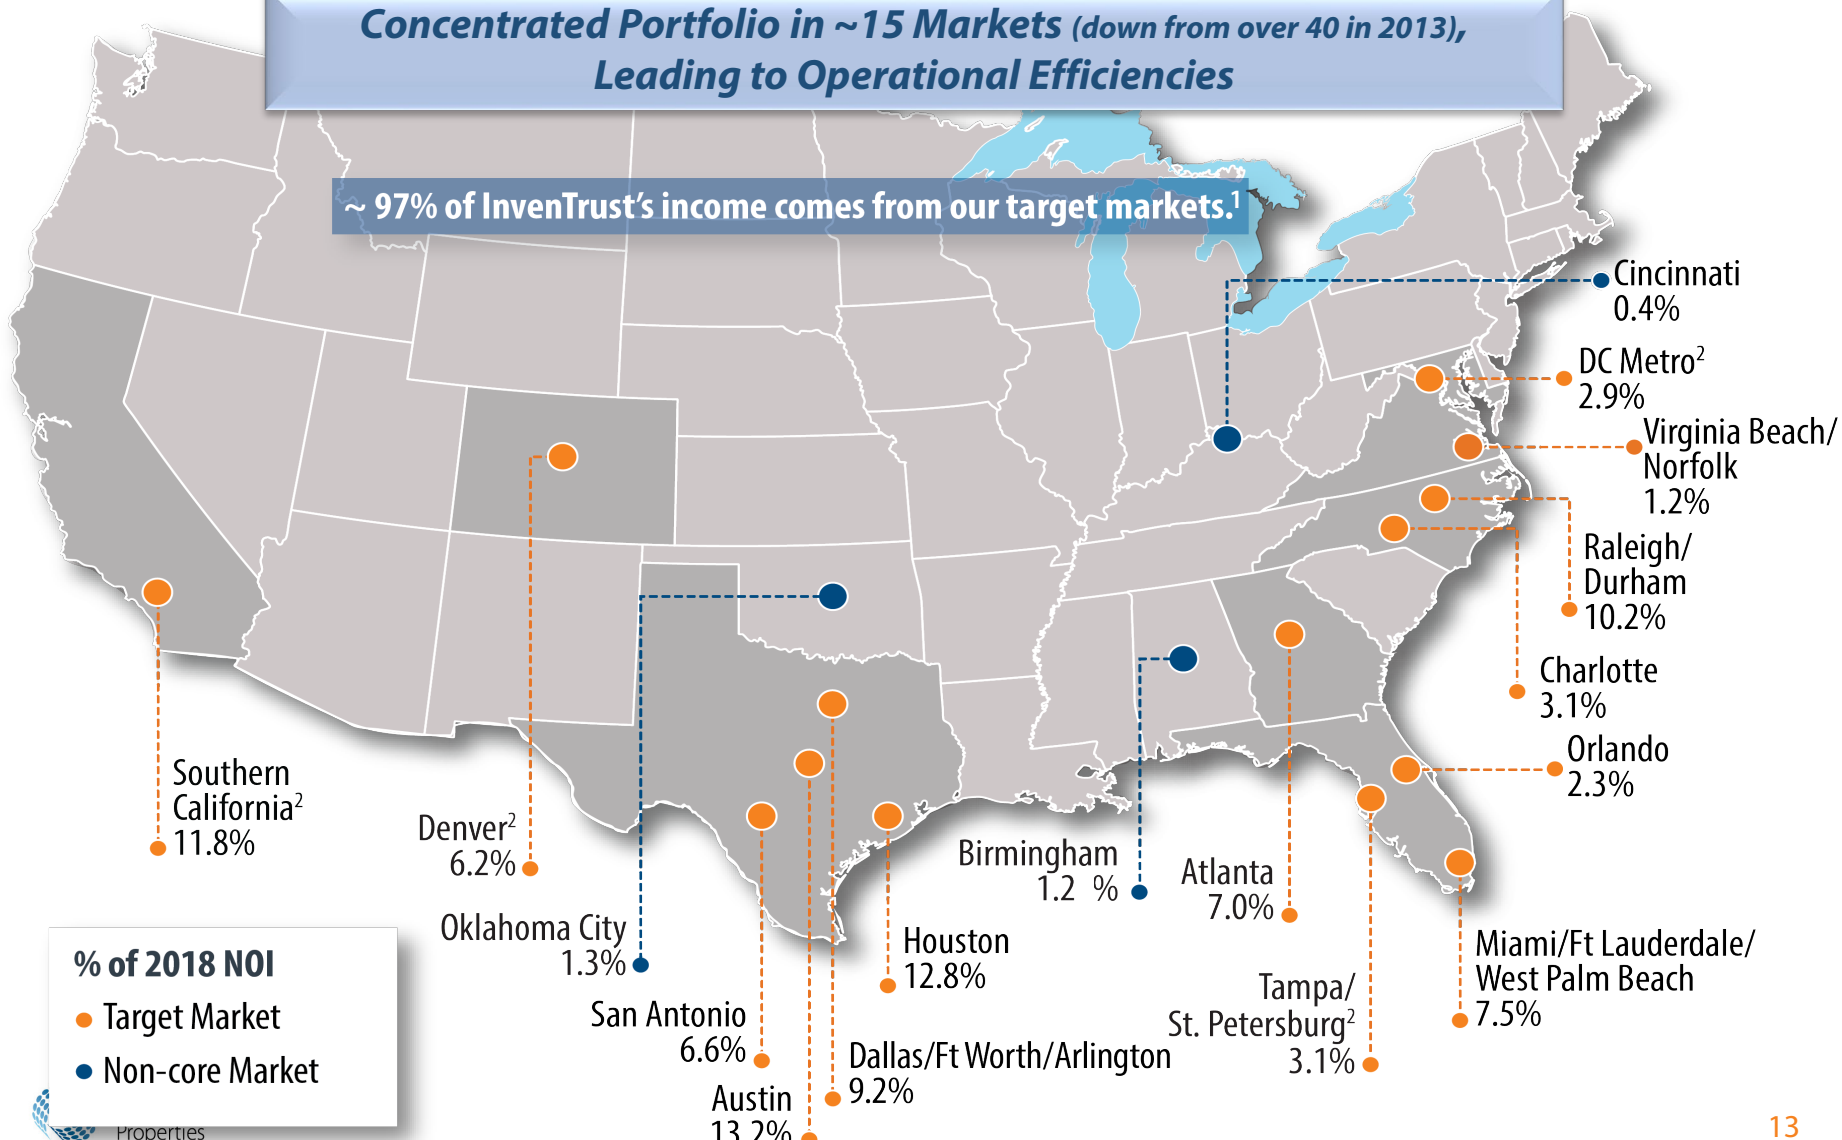 Concentrated Portfolio in ~15 Markets (down from over 40 in 2013),
Leading to Operational Efficiencies
~ 97% of InvenTrust's income comes from our target markets.1
Cincinnati
0.4%
DC Metro2
2.9%
Virginia Beach/
Norfolk
1.2%
Raleigh/
Durham
10.2%
Charlotte
3.1%
Orlando
2.3%
Southern
California2
11.8%
Denver2
6.2%
Oklahoma City
1.3%
San Antonio
6.6%
Austin
13.2%
Dallas/Ft Worth/Arlington
9.2%
Houston
12.8%
Birmingham
1.2 %
Atlanta
7.0%
Tampa/
St. Petersburg2
3.1%
Miami/Ft Lauderdale/
West Palm Beach
7.5%
% of 2018 NOI
Target Market
Non-core Market
Properties
13